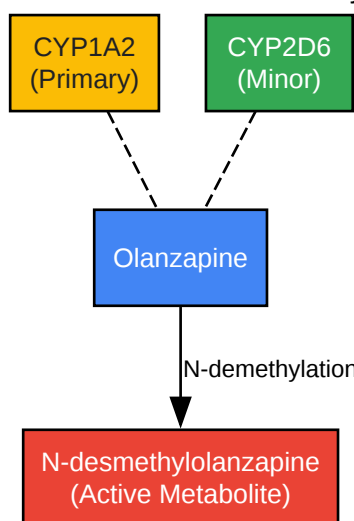 CYP1A2
(Primary)
CYP2D6
(Minor)
Olanzapine
N-demethylation
N-desmethylolanzapine
(Active Metabolite)